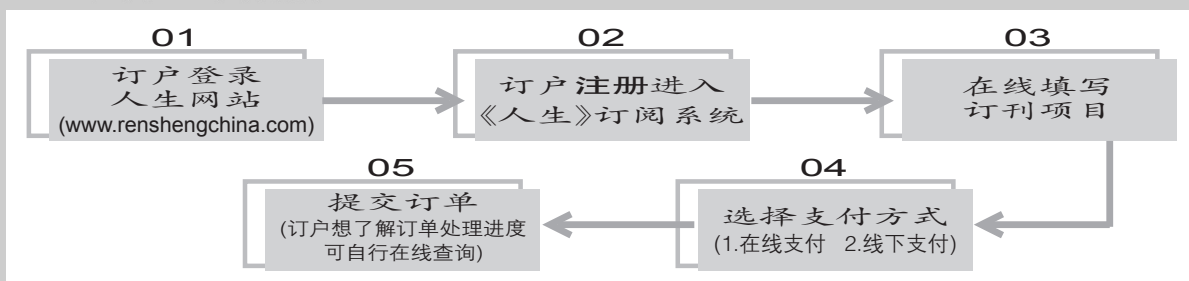 01
订户登录
人生网站
(www.renshengchina.com)
02
订户注册进入
《人生》订阅系统
03
在线填写
订刊项目
04
选择支付方式
(1.在线支付 2.线下支付)
05
提交订单
(订户想了解订单处理进度
可自行在线查询)